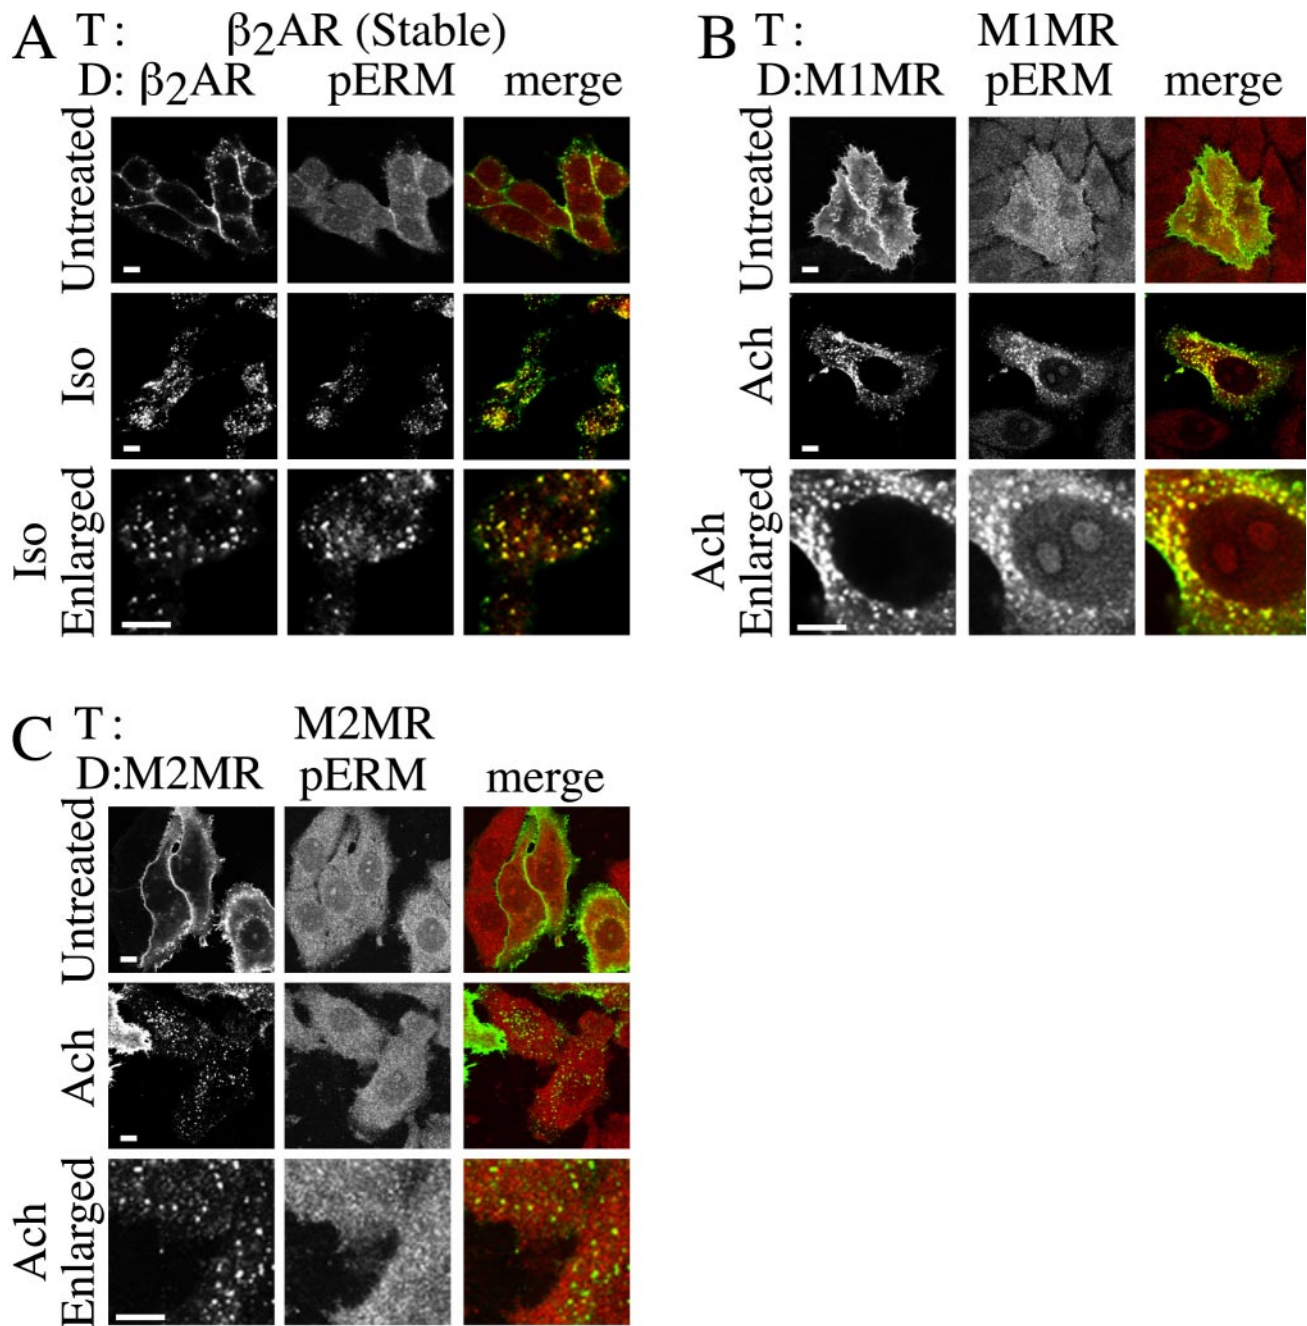 A T : β₂AR (Stable)
D: β₂AR pERM merge
Untreated
Iso
Iso
Enlarged
B T : M1MR
D:M1MR pERM merge
Untreated
Ach
Ach
Enlarged
C T : M2MR
D:M2MR pERM merge
Untreated
Ach
Ach
Enlarged